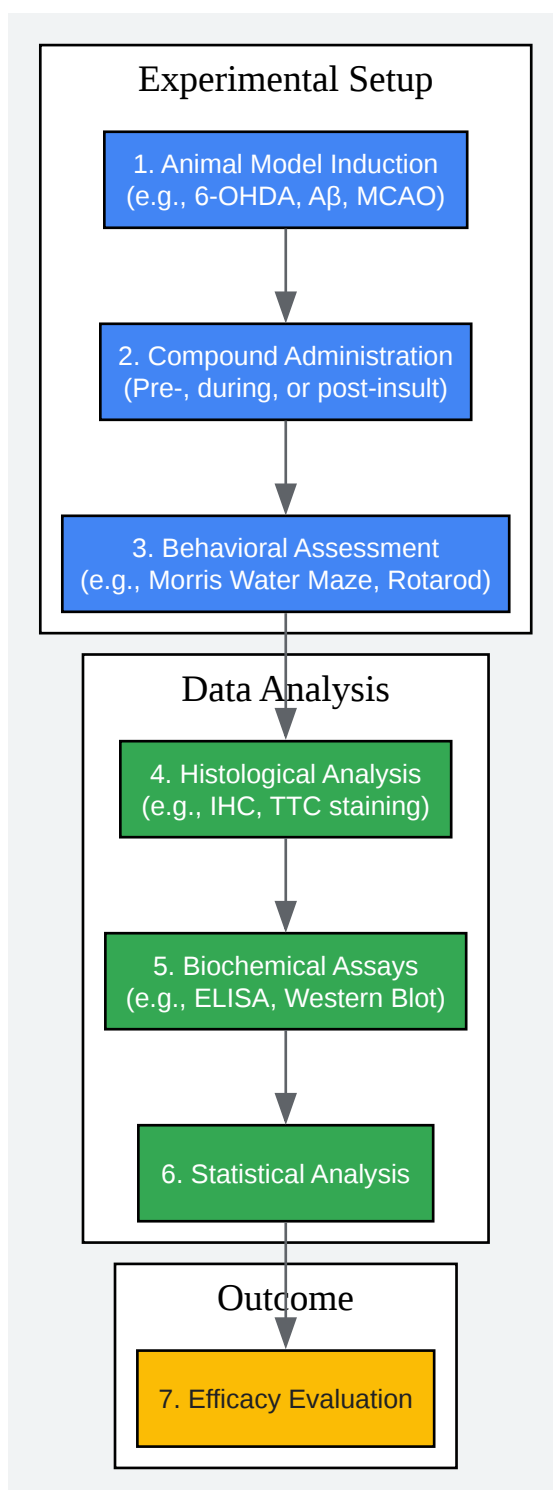 Experimental Setup
1. Animal Model Induction
(e.g., 6-OHDA, Aβ, MCAO)
2. Compound Administration
(Pre-, during, or post-insult)
3. Behavioral Assessment
(e.g., Morris Water Maze, Rotarod)
Data Analysis
4. Histological Analysis
(e.g., IHC, TTC staining)
5. Biochemical Assays
(e.g., ELISA, Western Blot)
6. Statistical Analysis
Outcome
7. Efficacy Evaluation